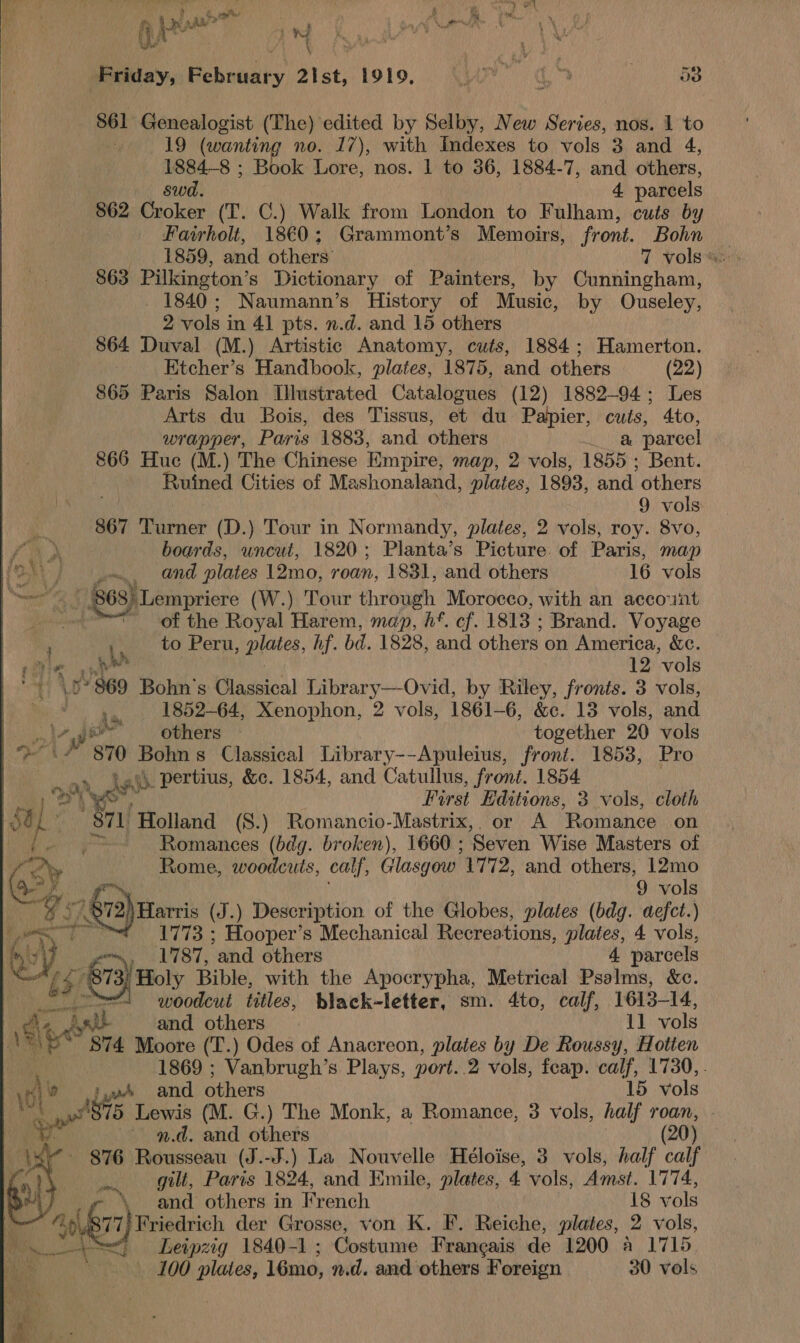 Friday, February 21st, 1919, 53
861 Genealogist (The) edited by Selby, New Series, nos. 1 to
19 (wanting no. 17), with Indexes to vols 3 and 4,
1884-8 ; Book Lore, nos. 1 to 36, 1884-7, and others,
swd. 4 parcels
862 Croker (T. C.) Walk from London to Fulham, cuts by
Fairholt, 1860; Grammont's Memoirs, front. Bohn
1859, and others 7 vols
863 Pilkington's Dictionary of Painters, by Cunningham,
1840; Naumann's History of Music, by Ouseley,
2 vols in 41 pts. n.d. and 15 others
864 Duval (M.) Artistic Anatomy, cuts, 1884; Hamerton.
Etcher's Handbook, plates, 1875, and others (22)
865 Paris Salon Illustrated Catalogues (12) 1882-94; Les
Arts du Bois, des Tissus, et du Papier, cuts, 4to,
wrapper, Paris 1883, and others a parcel
866 Huc (M.) The Chinese Empire, map, 2 vols, 1855; Bent.
Ruined Cities of Mashonaland, plates, 1893, and others
9 vols
867 Turner (D.) Tour in Normandy, plates, 2 vols, roy. 8vo,
boards, uncut, 1820; Planta's Picture of Paris, map
and plates 12mo, roan, 1831, and others 16 vols
868 Lempriere (W.) Tour through Morocco, with an account
of the Royal Harem, map, hf. cf. 1813; Brand. Voyage
to Peru, plates, hf. bd. 1828, and others on America, &c.
12 vols
869 Bohn's Classical Library—Ovid, by Riley, fronts. 3 vols,
1852-64, Xenophon, 2 vols, 1861-6, &c. 13 vols, and
others together 20 vols
870 Bohns Classical Library--Apuleius, front. 1853, Pro
pertius, &c. 1854, and Catullus, front. 1854
First Editions, 3 vols, cloth
871 Holland (S.) Romancio-Mastrix, or A Romance on
Romances (bdg. broken), 1660; Seven Wise Masters of
Rome, woodcuts, calf, Glasgow 1772, and others, 12mo
9 vols
872 Harris (J.) Description of the Globes, plates (bdg. defct.)
1773; Hooper's Mechanical Recreations, plates, 4 vols,
1787, and others 4 parcels
873 Holy Bible, with the Apocrypha, Metrical Psalms, &c.
woodcut titles, black-letter, sm. 4to, calf, 1613-14,
and others 11 vols
874 Moore (T.) Odes of Anacreon, plates by De Roussy, Hotten
1869; Vanbrugh's Plays, port. 2 vols, fcap. calf, 1730,
and others 15 vols
875 Lewis (M. G.) The Monk, a Romance, 3 vols, half roan,
n.d. and others (20)
876 Rousseau (J.-J.) La Nouvelle Héloïse, 3 vols, half calf
gilt, Paris 1824, and Emile, plates, 4 vols, Amst. 1774,
and others in French 18 vols
877 Friedrich der Grosse, von K. F. Reiche, plates, 2 vols,
Leipzig 1840-1; Costume Français de 1200 à 1715
100 plates, 16mo, n.d. and others Foreign 30 vols